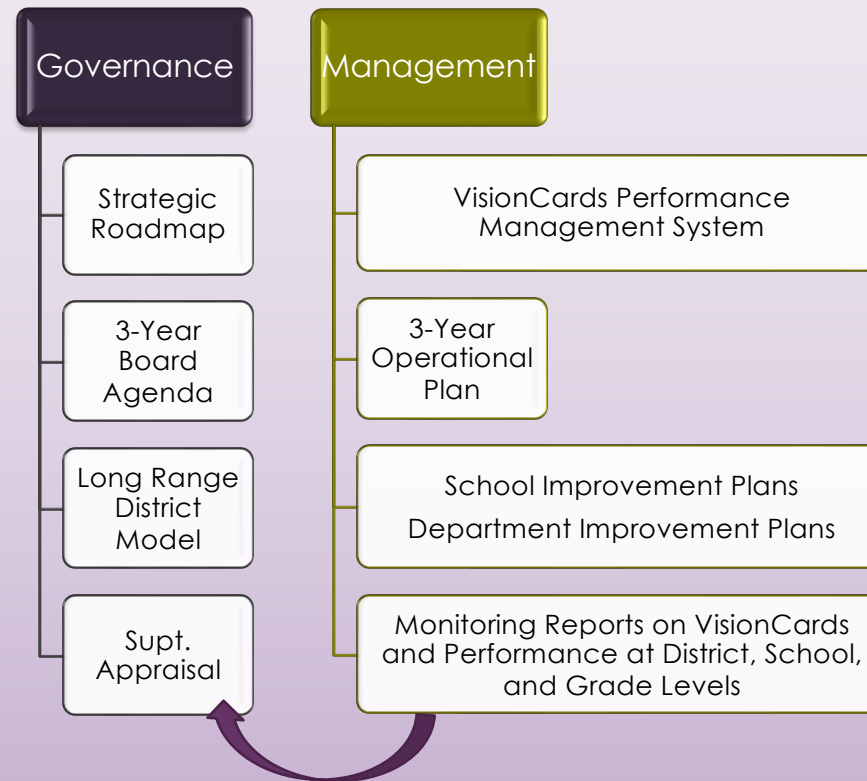 Governance
Strategic
Roadmap
3-Year
Board
Agenda
Long Range
District
Model
Supt.
Appraisal
Management
VisionCards Performance
Management System
3-Year
Operational
Plan
School Improvement Plans
Department Improvement Plans
Monitoring Reports on VisionCards
and Performance at District, School,
and Grade Levels